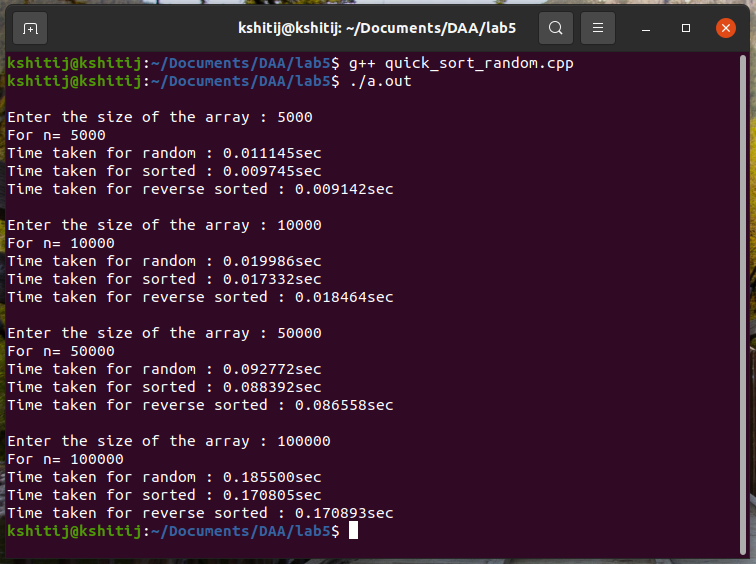 kshitij@kshitij: ~/Documents/DAA/lab5
kshitij@kshitij:~/Documents/DAA/lab5$ g++ quick_sort_random.cpp
kshitij@kshitij:~/Documents/DAA/lab5$ ./a.out
Enter the size of the array : 5000
For n= 5000
Time taken for random : 0.011145sec
Time taken for sorted : 0.009745sec
Time taken for reverse sorted : 0.009142sec
Enter the size of the array : 10000
For n= 10000
Time taken for random : 0.019986sec
Time taken for sorted : 0.017332sec
Time taken for reverse sorted : 0.018464sec
Enter the size of the array : 50000
For n= 50000
Time taken for random : 0.092772sec
Time taken for sorted : 0.088392sec
Time taken for reverse sorted : 0.086558sec
Enter the size of the array : 100000
For n= 100000
Time taken for random : 0.185500sec
Time taken for sorted : 0.170805sec
Time taken for reverse sorted : 0.170893sec
kshitij@kshitij:~/Documents/DAA/lab5$